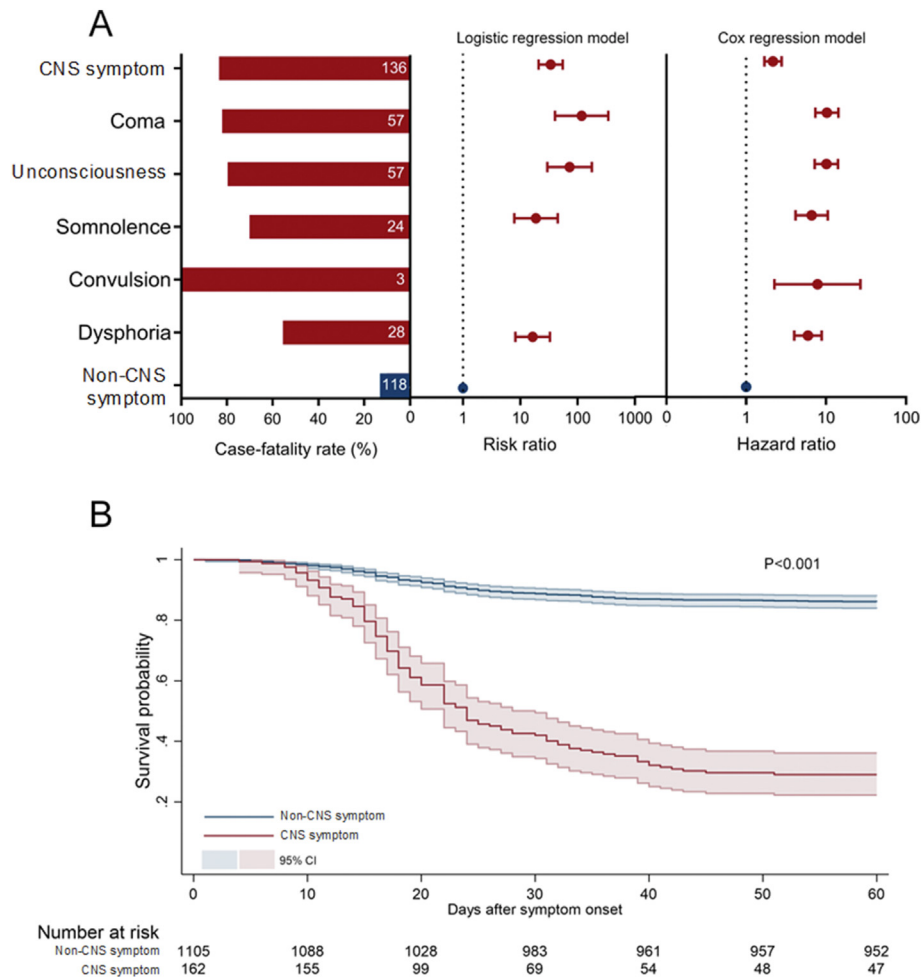 A
Logistic regression model
Cox regression model
CNS symptom
136
Coma
57
Unconsciousness
57
Somnolence
24
Convulsion
3
Dysphoria
28
Non-CNS
symptom
118
100 80 60 40 20 0
0 1 10 100 1000
0 1 10 100
Case-fatality rate (%)
Risk ratio
Hazard ratio
B
P<0.001
1
.8
.6
.4
.2
Survival probability
Non-CNS symptom
CNS symptom
95% CI
0 10 20 30 40 50 60
Days after symptom onset
Number at risk
Non-CNS symptom 1105 1088 1028 983 961 957 952
CNS symptom 162 155 99 69 54 48 47